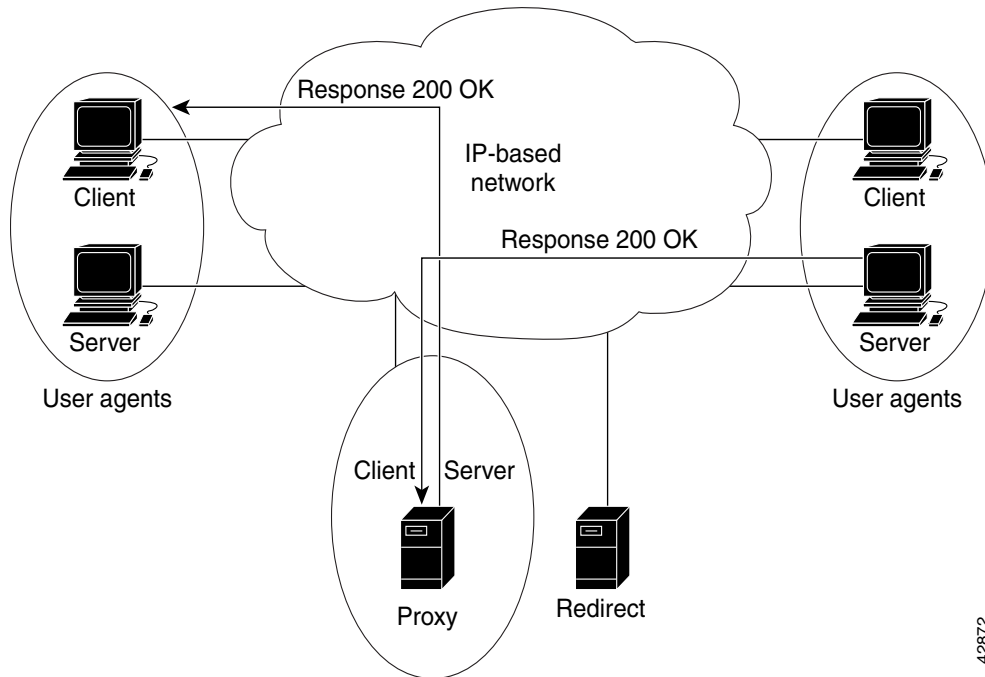 Response 200 OK
IP-based
network
Client
Client
Response 200 OK
Server
Server
User agents
User agents
Client
Server
Proxy
Redirect
42872